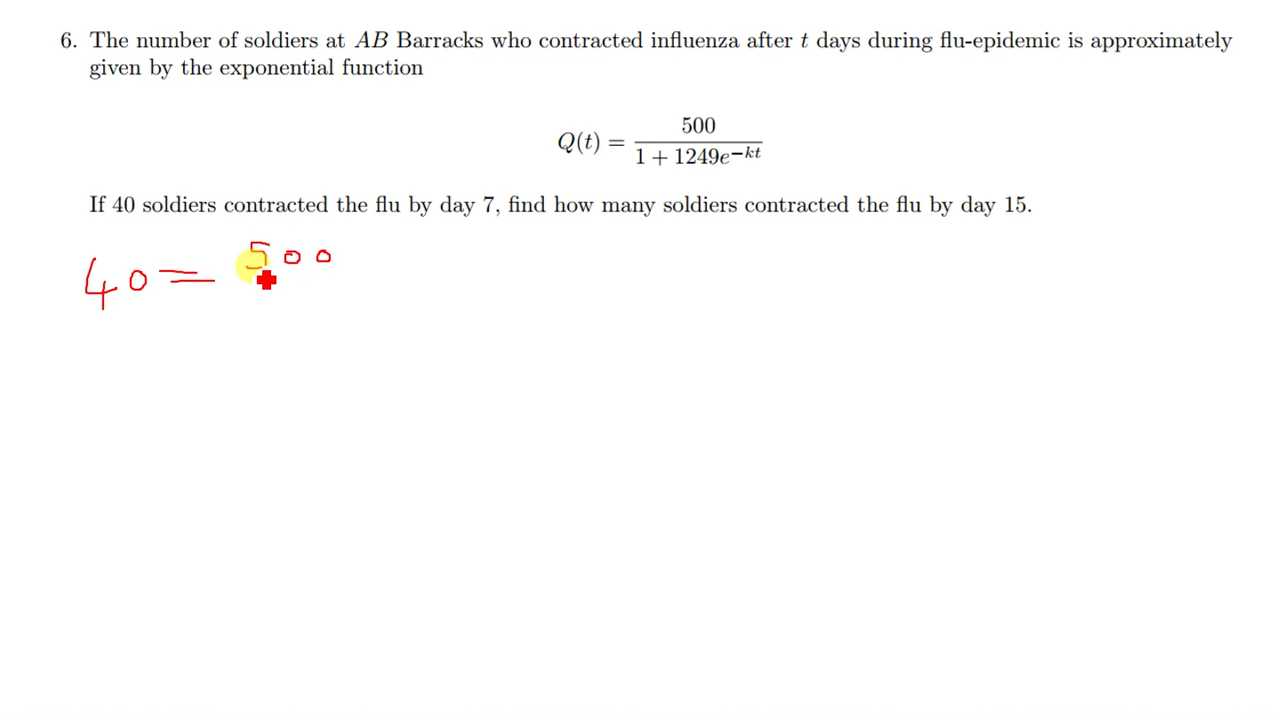 6. The number of soldiers at AB Barracks who contracted influenza after t days during flu-epidemic is approximately
given by the exponential function
Q(t) = 500 / (1 + 1249e^{-kt})
If 40 soldiers contracted the flu by day 7, find how many soldiers contracted the flu by day 15.
40 = 500